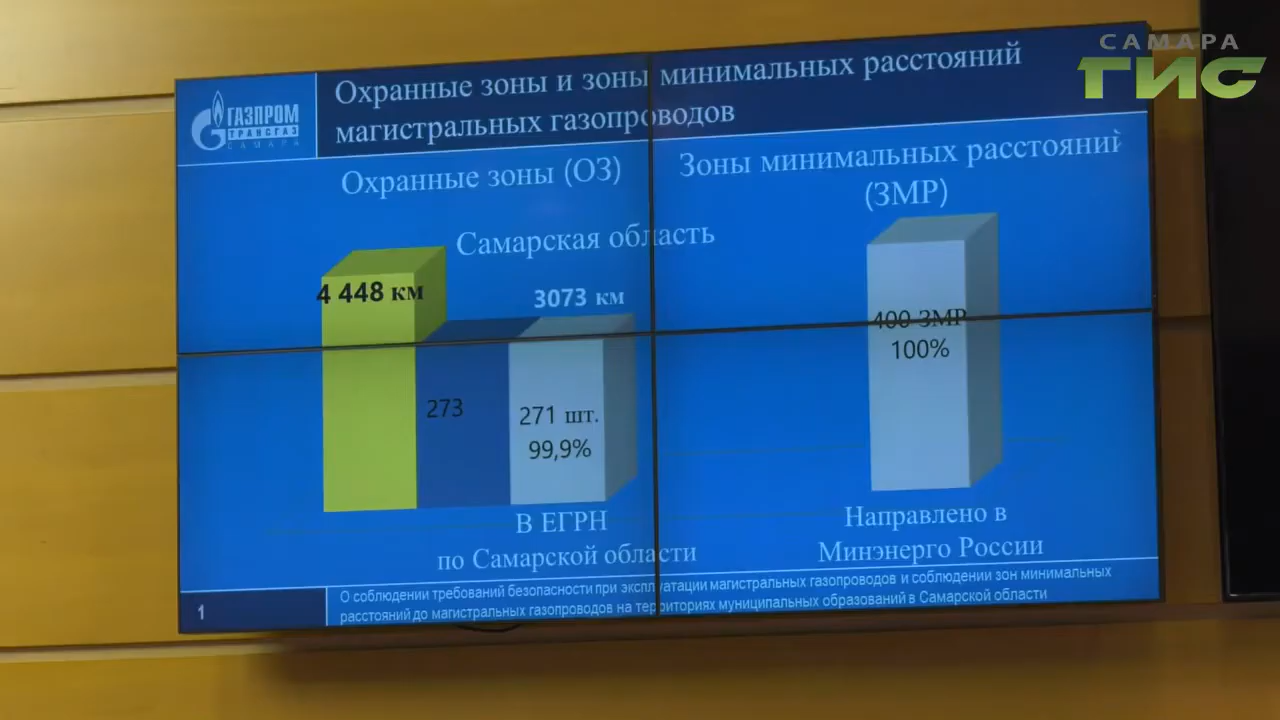 САМАРА
ГИС
ГАЗПРОМ
ТРАНСГАЗ
САМАРА
Охранные зоны и зоны минимальных расстояний
магистральных газопроводов
Охранные зоны (ОЗ)
Зоны минимальных расстояний
(ЗМР)
Самарская область
4 448 км
3073 км
273
271 шт.
99,9%
400 ЗМР
100%
В ЕГРН
по Самарской области
Направлено в
Минэнерго России
1
О соблюдении требований безопасности при эксплуатации магистральных газопроводов и соблюдении зон минимальных
расстояний до магистральных газопроводов на территориях муниципальных образований в Самарской области